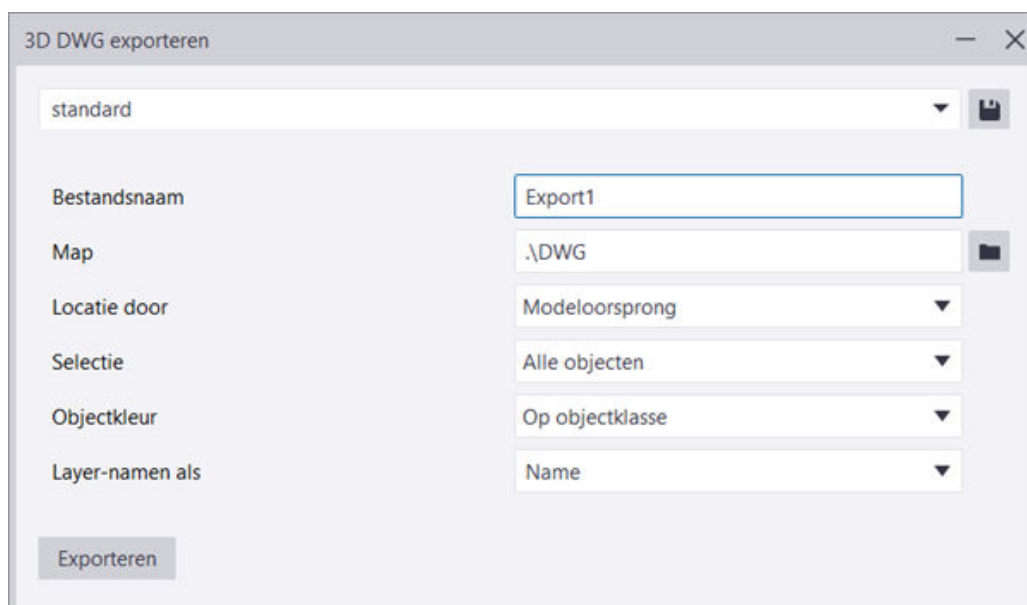 3D DWG exporteren
standard
Bestandsnaam Export1
Map .\DWG
Locatie door Modeloorsprong
Selectie Alle objecten
Objectkleur Op objectklasse
Layer-namen als Name
Exporteren